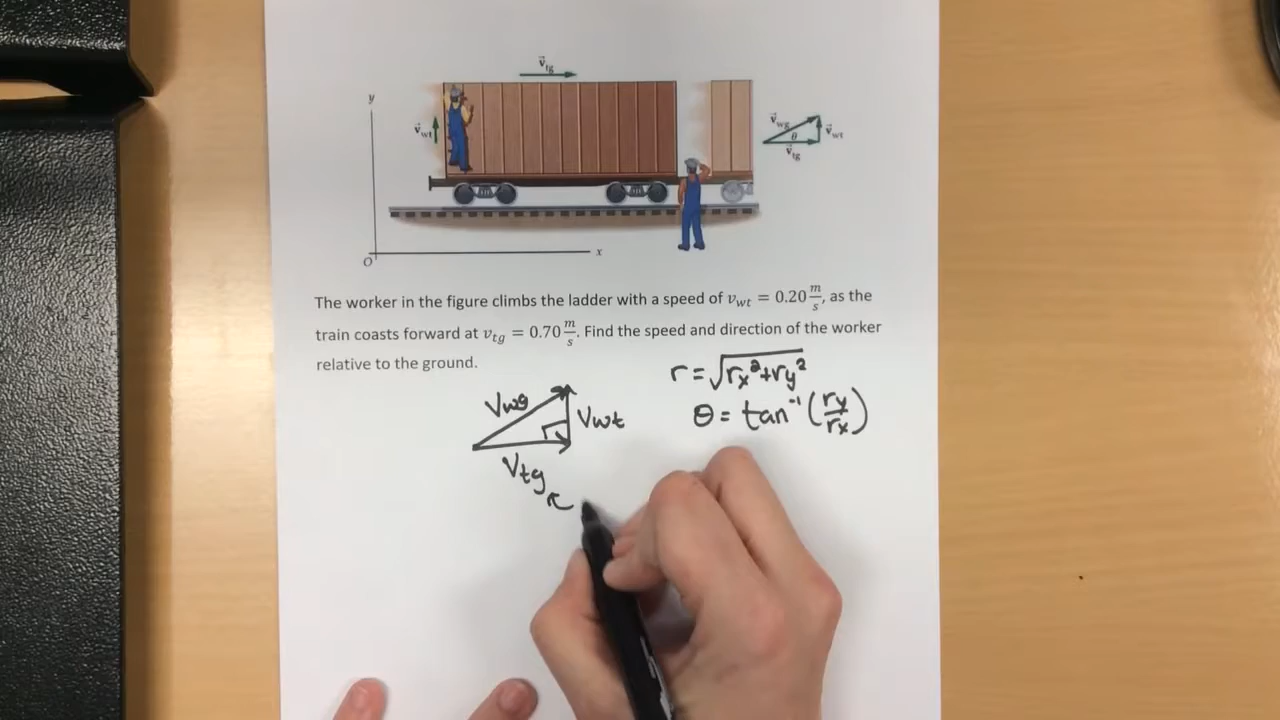 v⃗tg
y
v⃗wt
v⃗wg
θ
v⃗wt
v⃗tg
O
x
The worker in the figure climbs the ladder with a speed of vwt = 0.20 m/s, as the
train coasts forward at vtg = 0.70 m/s. Find the speed and direction of the worker
relative to the ground.
r = √rx²+ry²
θ = tan⁻¹ (ry/rx)
Vwg
Vwt
Vtg